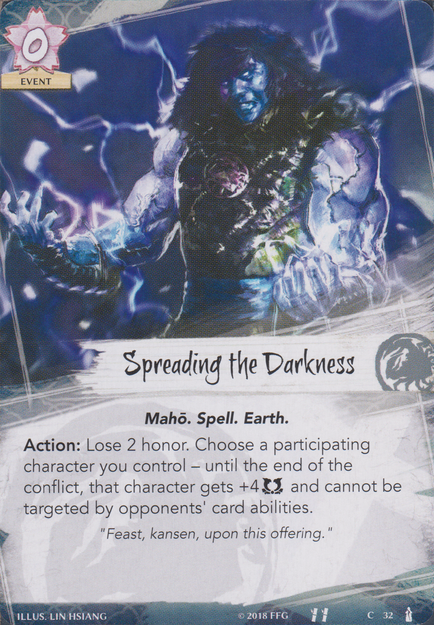 0
EVENT
Spreading the Darkness
Mahō. Spell. Earth.
Action: Lose 2 honor. Choose a participating
character you control – until the end of the
conflict, that character gets +4 and cannot be
targeted by opponents' card abilities.
"Feast, kansen, upon this offering."
ILLUS. LIN HSIANG © 2018 FFG C 32